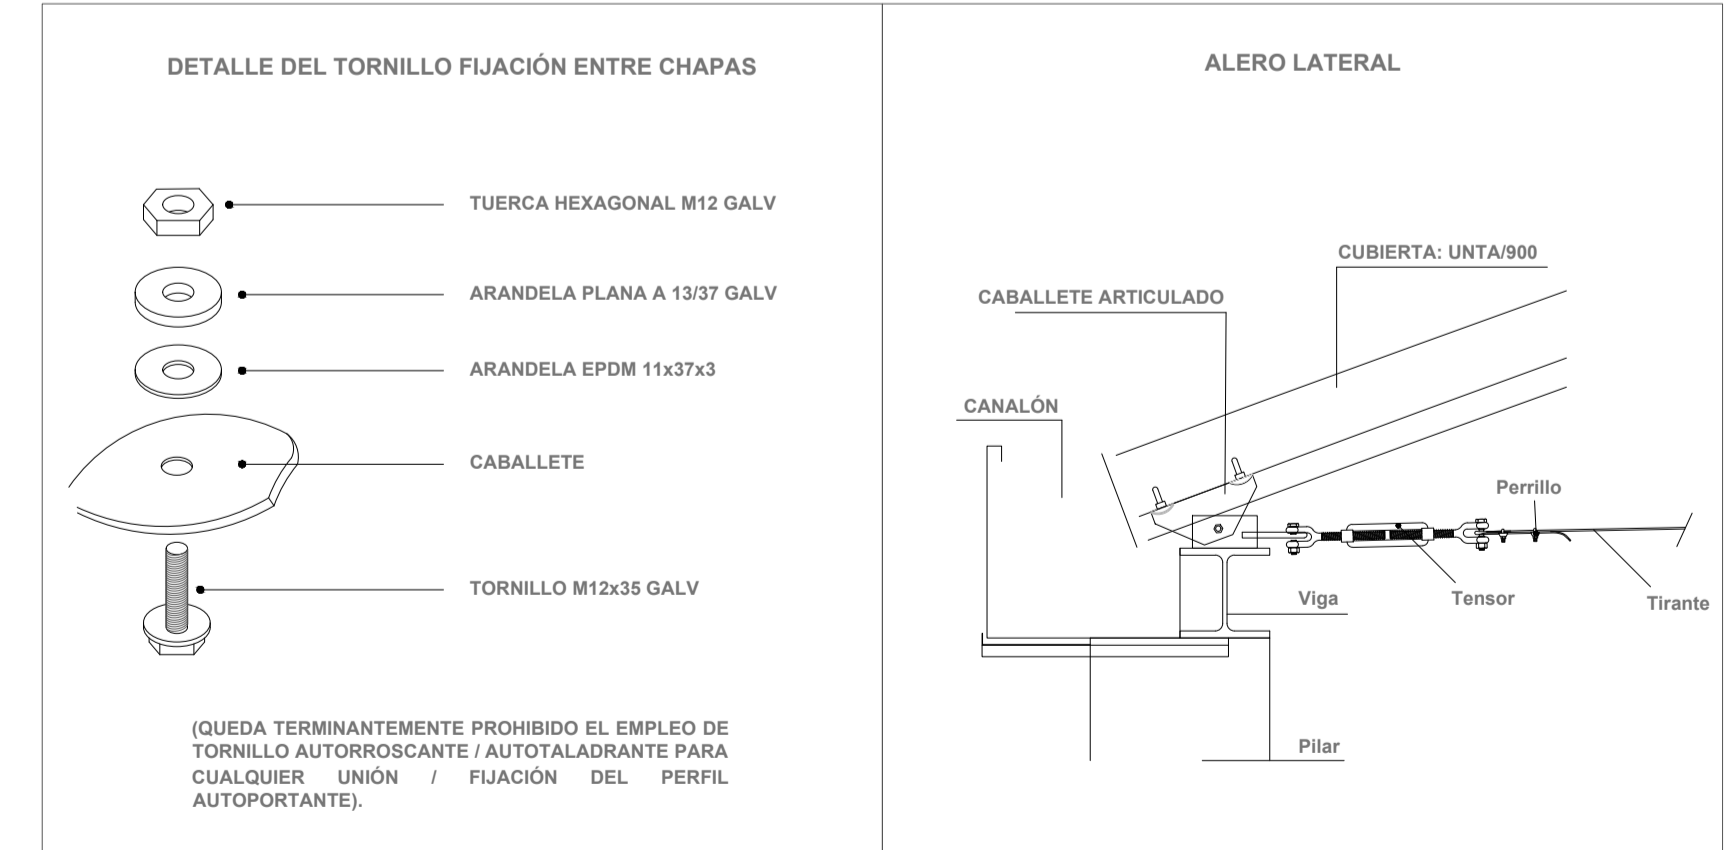 DETALLE DEL TORNILLO FIJACIÓN ENTRE CHAPAS
TUERCA HEXAGONAL M12 GALV
ARANDELA PLANA A 13/37 GALV
ARANDELA EPDM 11x37x3
CABALLETE
TORNILLO M12x35 GALV
(QUEDA TERMINANTEMENTE PROHIBIDO EL EMPLEO DE
TORNILLO AUTORROSCANTE / AUTOTALADRANTE PARA
CUALQUIER UNIÓN / FIJACIÓN DEL PERFIL
AUTOPORTANTE).
ALERO LATERAL
CUBIERTA: UNTA/900
CABALLETE ARTICULADO
CANALÓN
Perrillo
Viga
Tensor
Tirante
Pilar